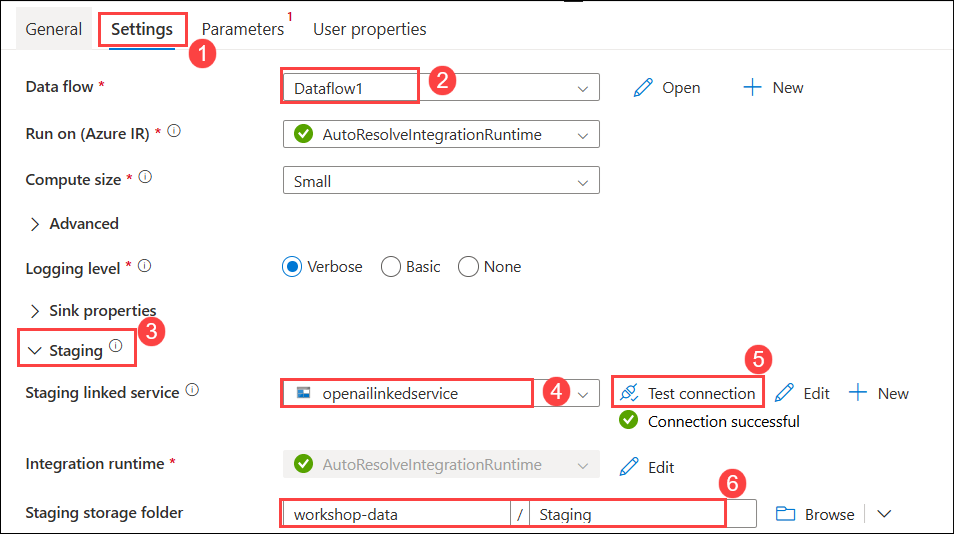 General Settings Parameters 1 User properties
1
Data flow * Dataflow1 2 Open New
Run on (Azure IR) * AutoResolveIntegrationRuntime
Compute size * Small
Advanced
Logging level * Verbose Basic None
Sink properties
3
Staging
5
Staging linked service openailinkedservice 4 Test connection Edit New
Connection successful
Integration runtime * AutoResolveIntegrationRuntime Edit
6
Staging storage folder workshop-data / Staging Browse